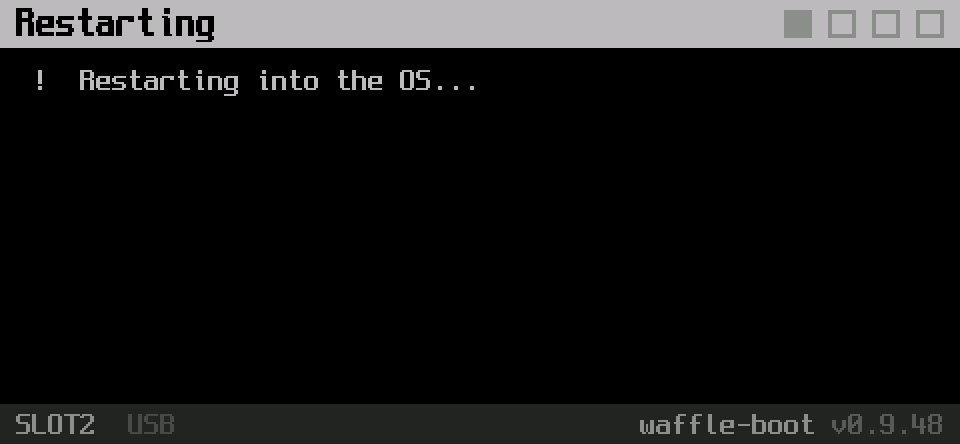 Restarting
! Restarting into the OS...
SLOT2 USB waffle-boot v0.9.48